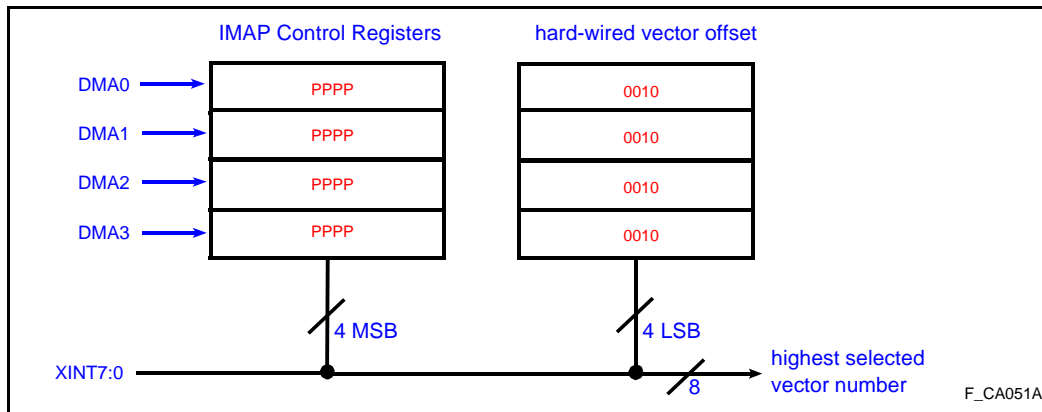 IMAP Control Registers
hard-wired vector offset
DMA0
PPPP
0010
DMA1
PPPP
0010
DMA2
PPPP
0010
DMA3
PPPP
0010
4 MSB
4 LSB
XINT7:0
8
highest selected
vector number
F_CA051A